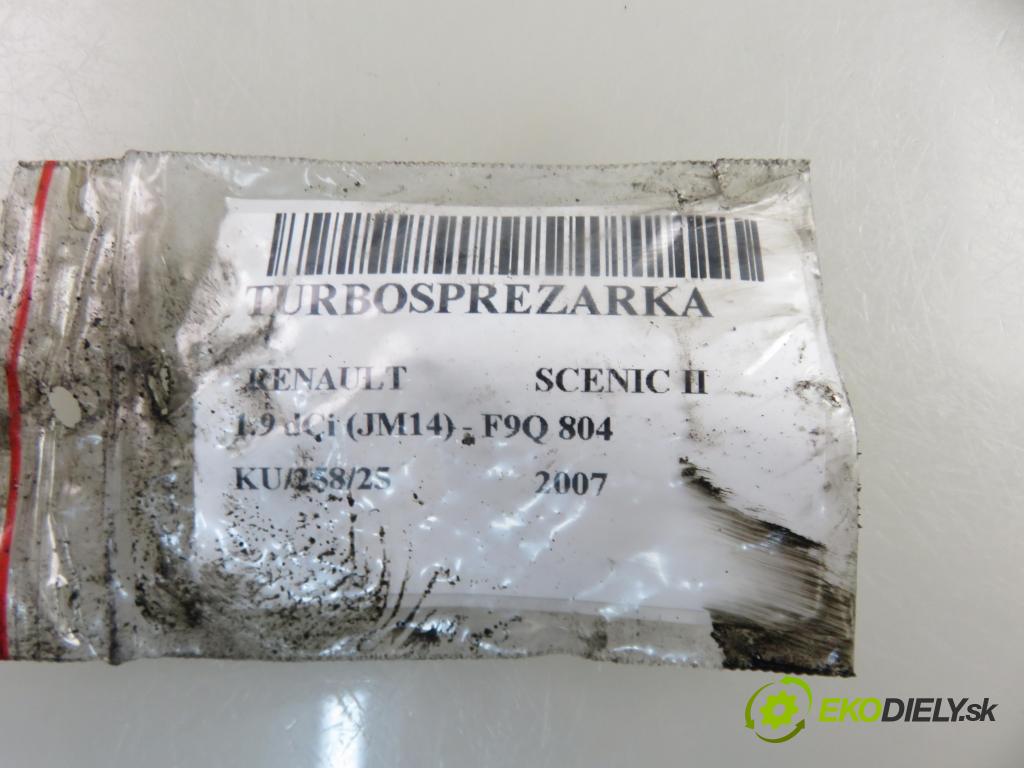 TURBOSPREZARKA
RENAULT SCENIC II
1.9 dCi (JM14) - F9Q 804
KU/258/25 2007
EKODIELY.sk